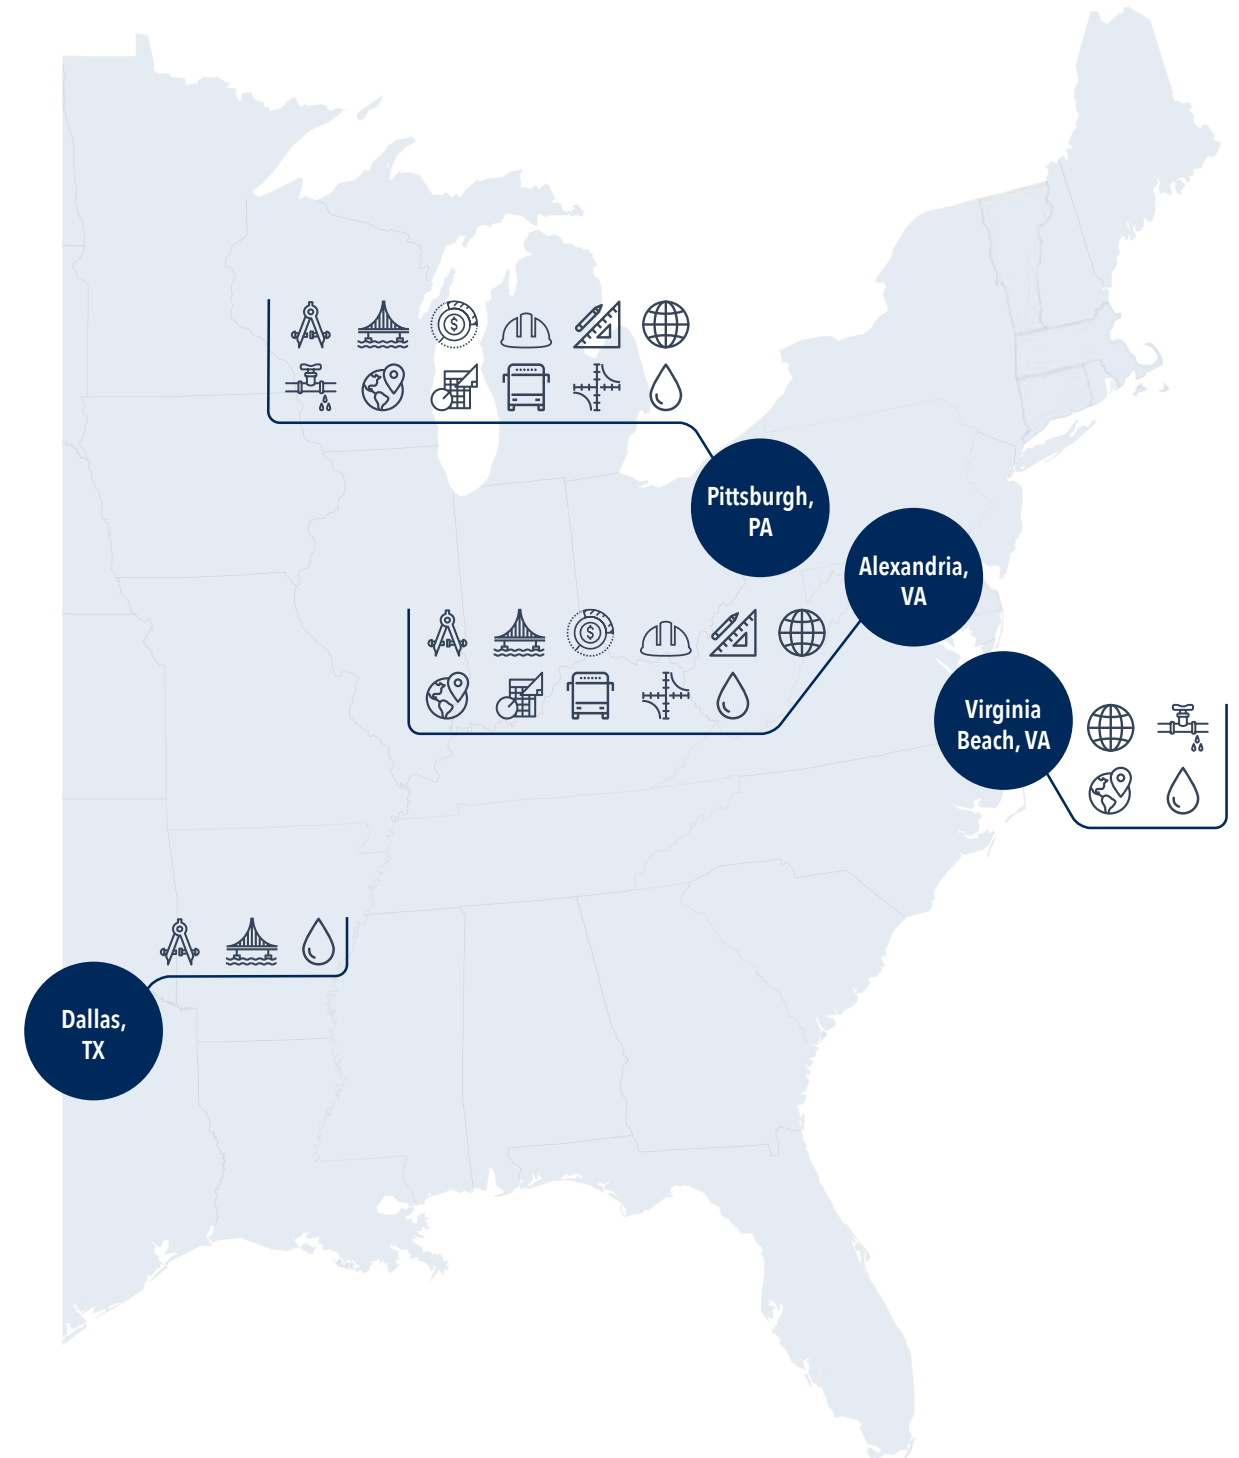 Pittsburgh,
PA
Alexandria,
VA
Virginia
Beach, VA
Dallas,
TX